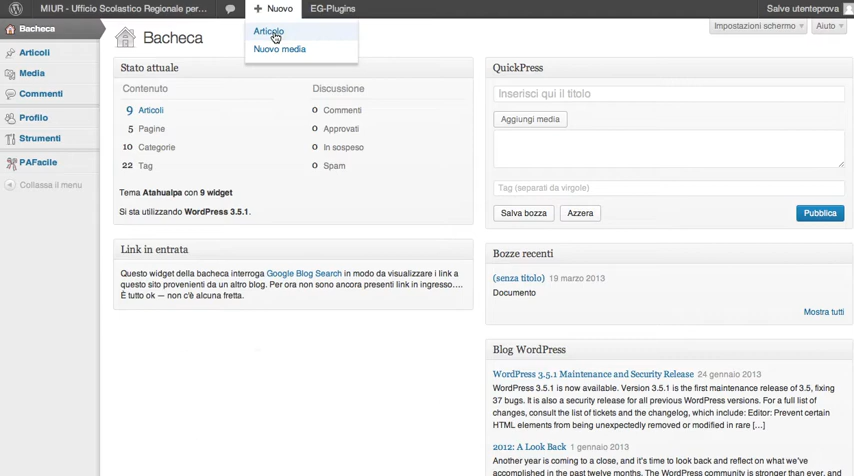 MIUR - Ufficio Scolastico Regionale per...
+ Nuovo
EG-Plugins
Salve utenteprova
Articolo
Nuovo media
Impostazioni schermo
Aiuto
Bacheca
Articoli
Media
Commenti
Profilo
Strumenti
PAFacile
Collassa il menu
Bacheca
Stato attuale
Contenuto
Discussione
9 Articoli
0 Commenti
5 Pagine
0 Approvati
10 Categorie
0 In sospeso
22 Tag
0 Spam
Tema Atahualpa con 9 widget
Si sta utilizzando WordPress 3.5.1.
Link in entrata
Questo widget della bacheca interroga Google Blog Search in modo da visualizzare i link a
questo sito provenienti da un altro blog. Per ora non sono ancora presenti link in ingresso....
È tutto ok — non c'è alcuna fretta.
QuickPress
Inserisci qui il titolo
Aggiungi media
Tag (separati da virgole)
Salva bozza
Azzera
Pubblica
Bozze recenti
(senza titolo) 19 marzo 2013
Documento
Mostra tutti
Blog WordPress
WordPress 3.5.1 Maintenance and Security Release 24 gennaio 2013
WordPress 3.5.1 is now available. Version 3.5.1 is the first maintenance release of 3.5, fixing
37 bugs. It is also a security release for all previous WordPress versions. For a full list of
changes, consult the list of tickets and the changelog, which include: Editor: Prevent certain
HTML elements from being unexpectedly removed or modified in rare [...]
2012: A Look Back 1 gennaio 2013
Another year is coming to a close, and it's time to look back and reflect on what we've
accomplished in the past twelve months. The WordPress community is stronger than ever, and